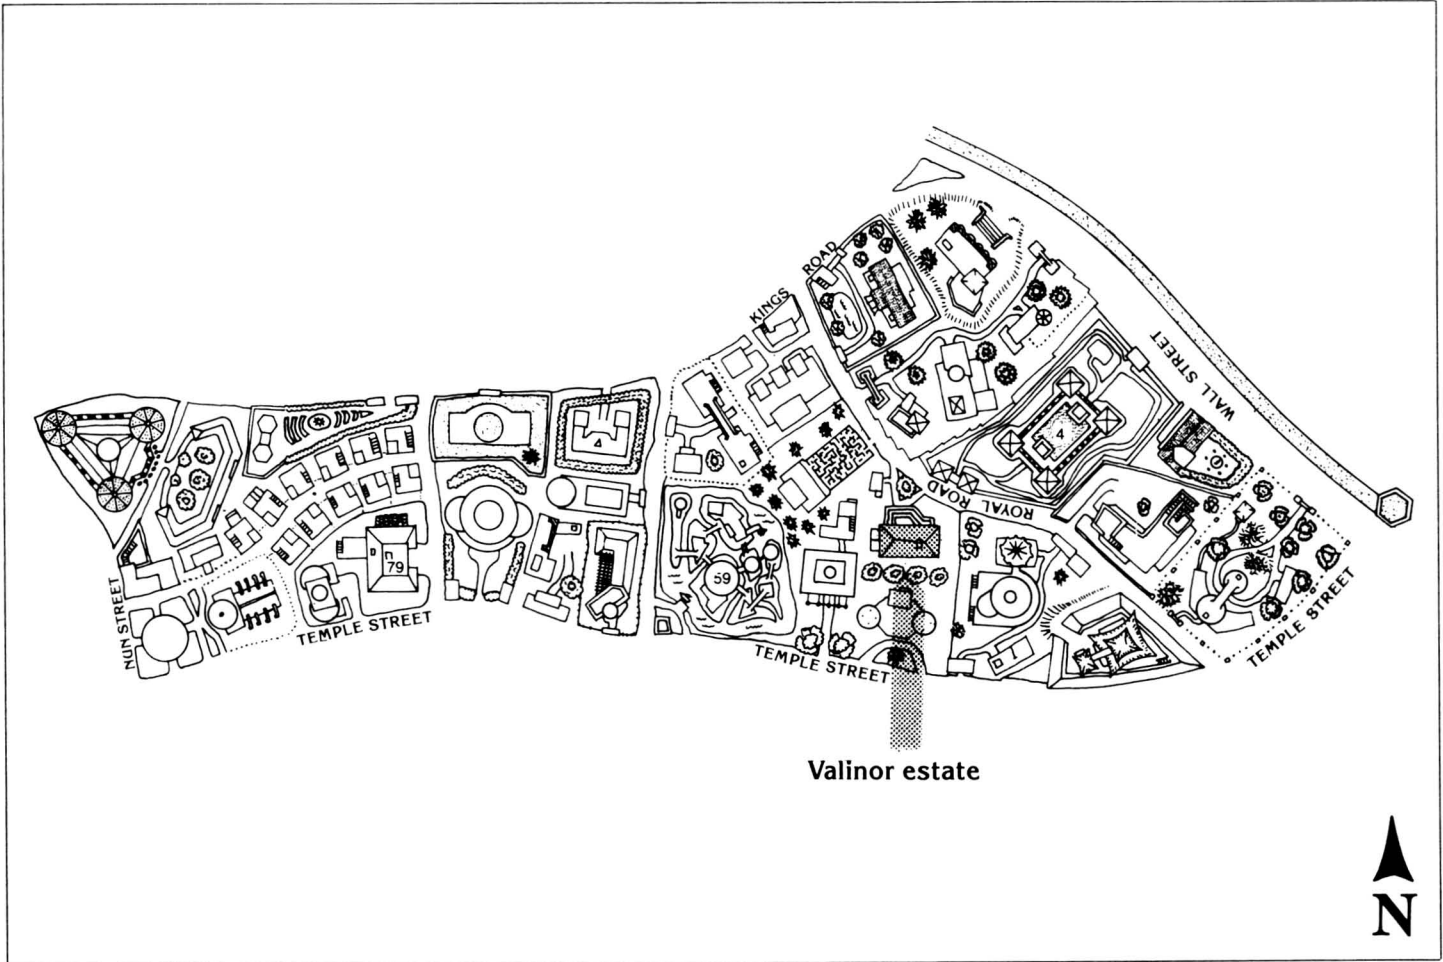 KINGS ROAD
WALL STREET
4
ROYAL ROAD
79
59
NUN STREET
TEMPLE STREET
TEMPLE STREET
TEMPLE STREET
Valinor estate
N